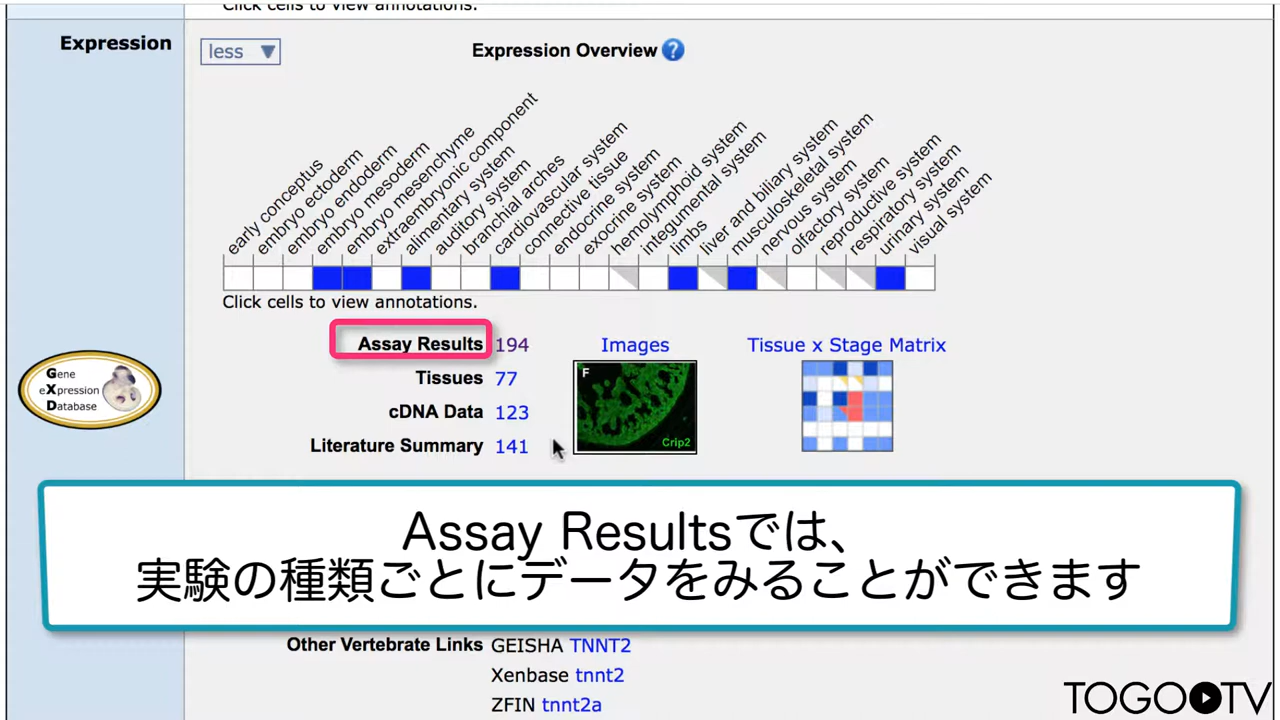 Click cells to view annotations.
Expression
less
Expression Overview ?
early conceptus
embryo ectoderm
embryo endoderm
embryo mesoderm
embryo mesenchyme
extraembryonic component
alimentary system
auditory system
branchial arches
cardiovascular system
connective tissue
endocrine system
exocrine system
hemolymphoid system
integumental system
limbs
liver and biliary system
musculoskeletal system
nervous system
olfactory system
reproductive system
respiratory system
urinary system
visual system
Click cells to view annotations.
Assay Results 194
Tissues 77
cDNA Data 123
Literature Summary 141
Images
F
Crip2
Tissue x Stage Matrix
Gene
eXpression
Database
Assay Resultsでは、
実験の種類ごとにデータをみることができます
Other Vertebrate Links GEISHA TNNT2
Xenbase tnnt2
ZFIN tnnt2a
TOGO TV